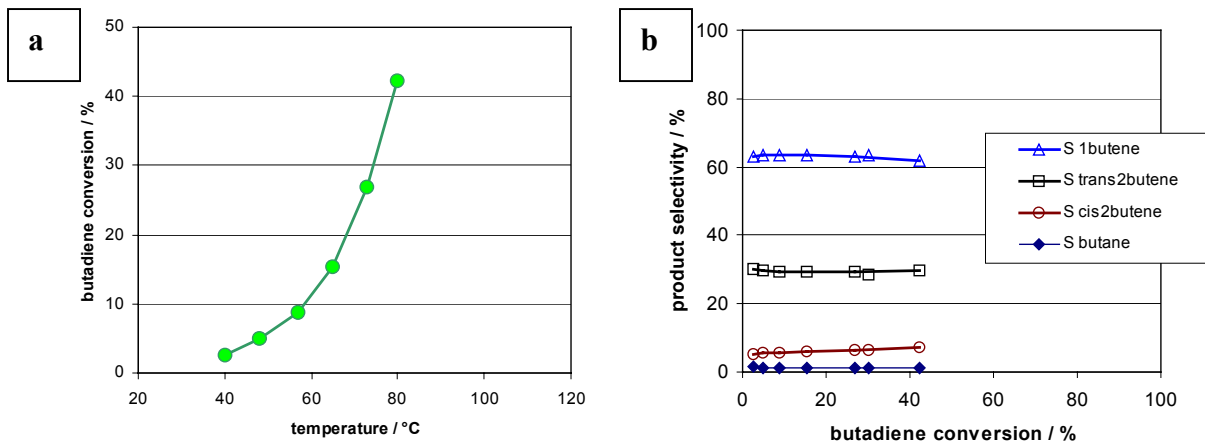 a
butadiene conversion / %
50
40
30
20
10
0
20 40 60 80 100 120
temperature / °C
b
product selectivity / %
100
80
60
40
20
0
S 1butene
S trans2butene
S cis2butene
S butane
0 20 40 60 80 100
butadiene conversion / %